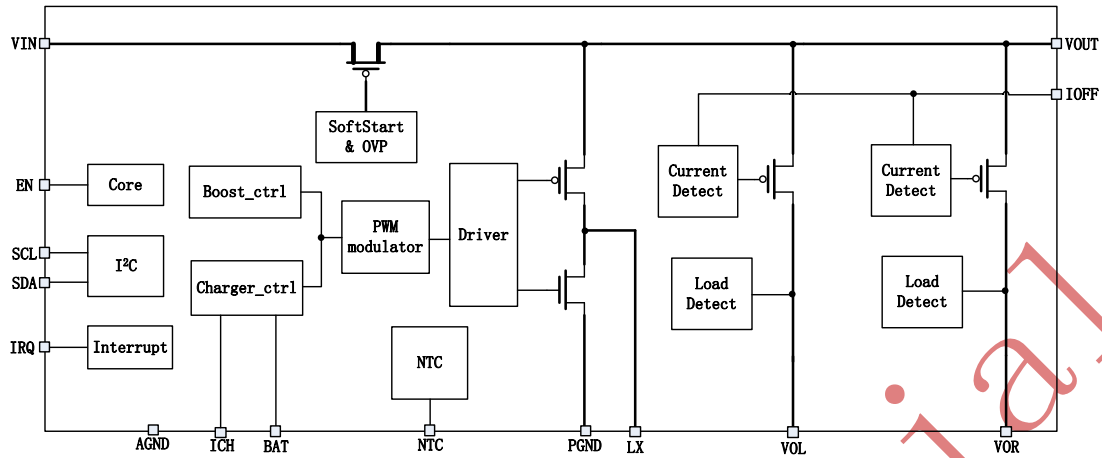 VIN
VOUT
IOFF
SoftStart
& OVP
EN
Core
Boost_ctrl
PWM
modulator
Driver
Current
Detect
Current
Detect
SCL
SDA
I²C
Charger_ctrl
Load
Detect
Load
Detect
IRQ
Interrupt
NTC
AGND
ICH
BAT
NTC
PGND
LX
VOL
VOR
ial